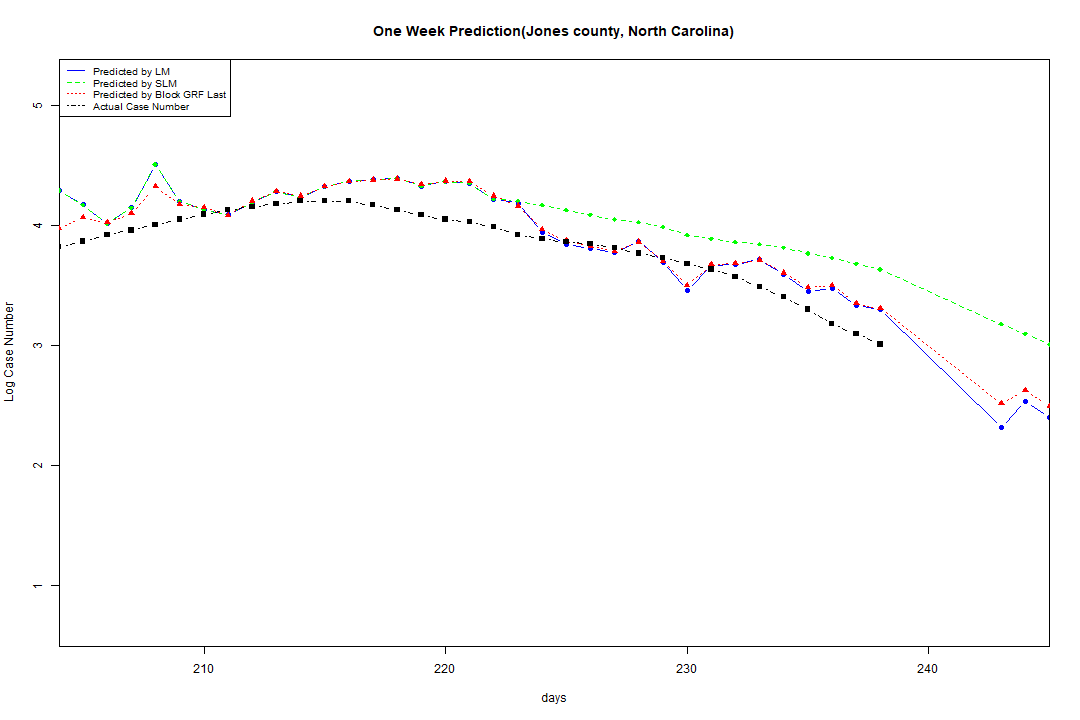 One Week Prediction(Jones county, North Carolina)
Predicted by LM
Predicted by SLM
Predicted by Block GRF Last
Actual Case Number
5
4
3
2
1
Log Case Number
210 220 230 240
days